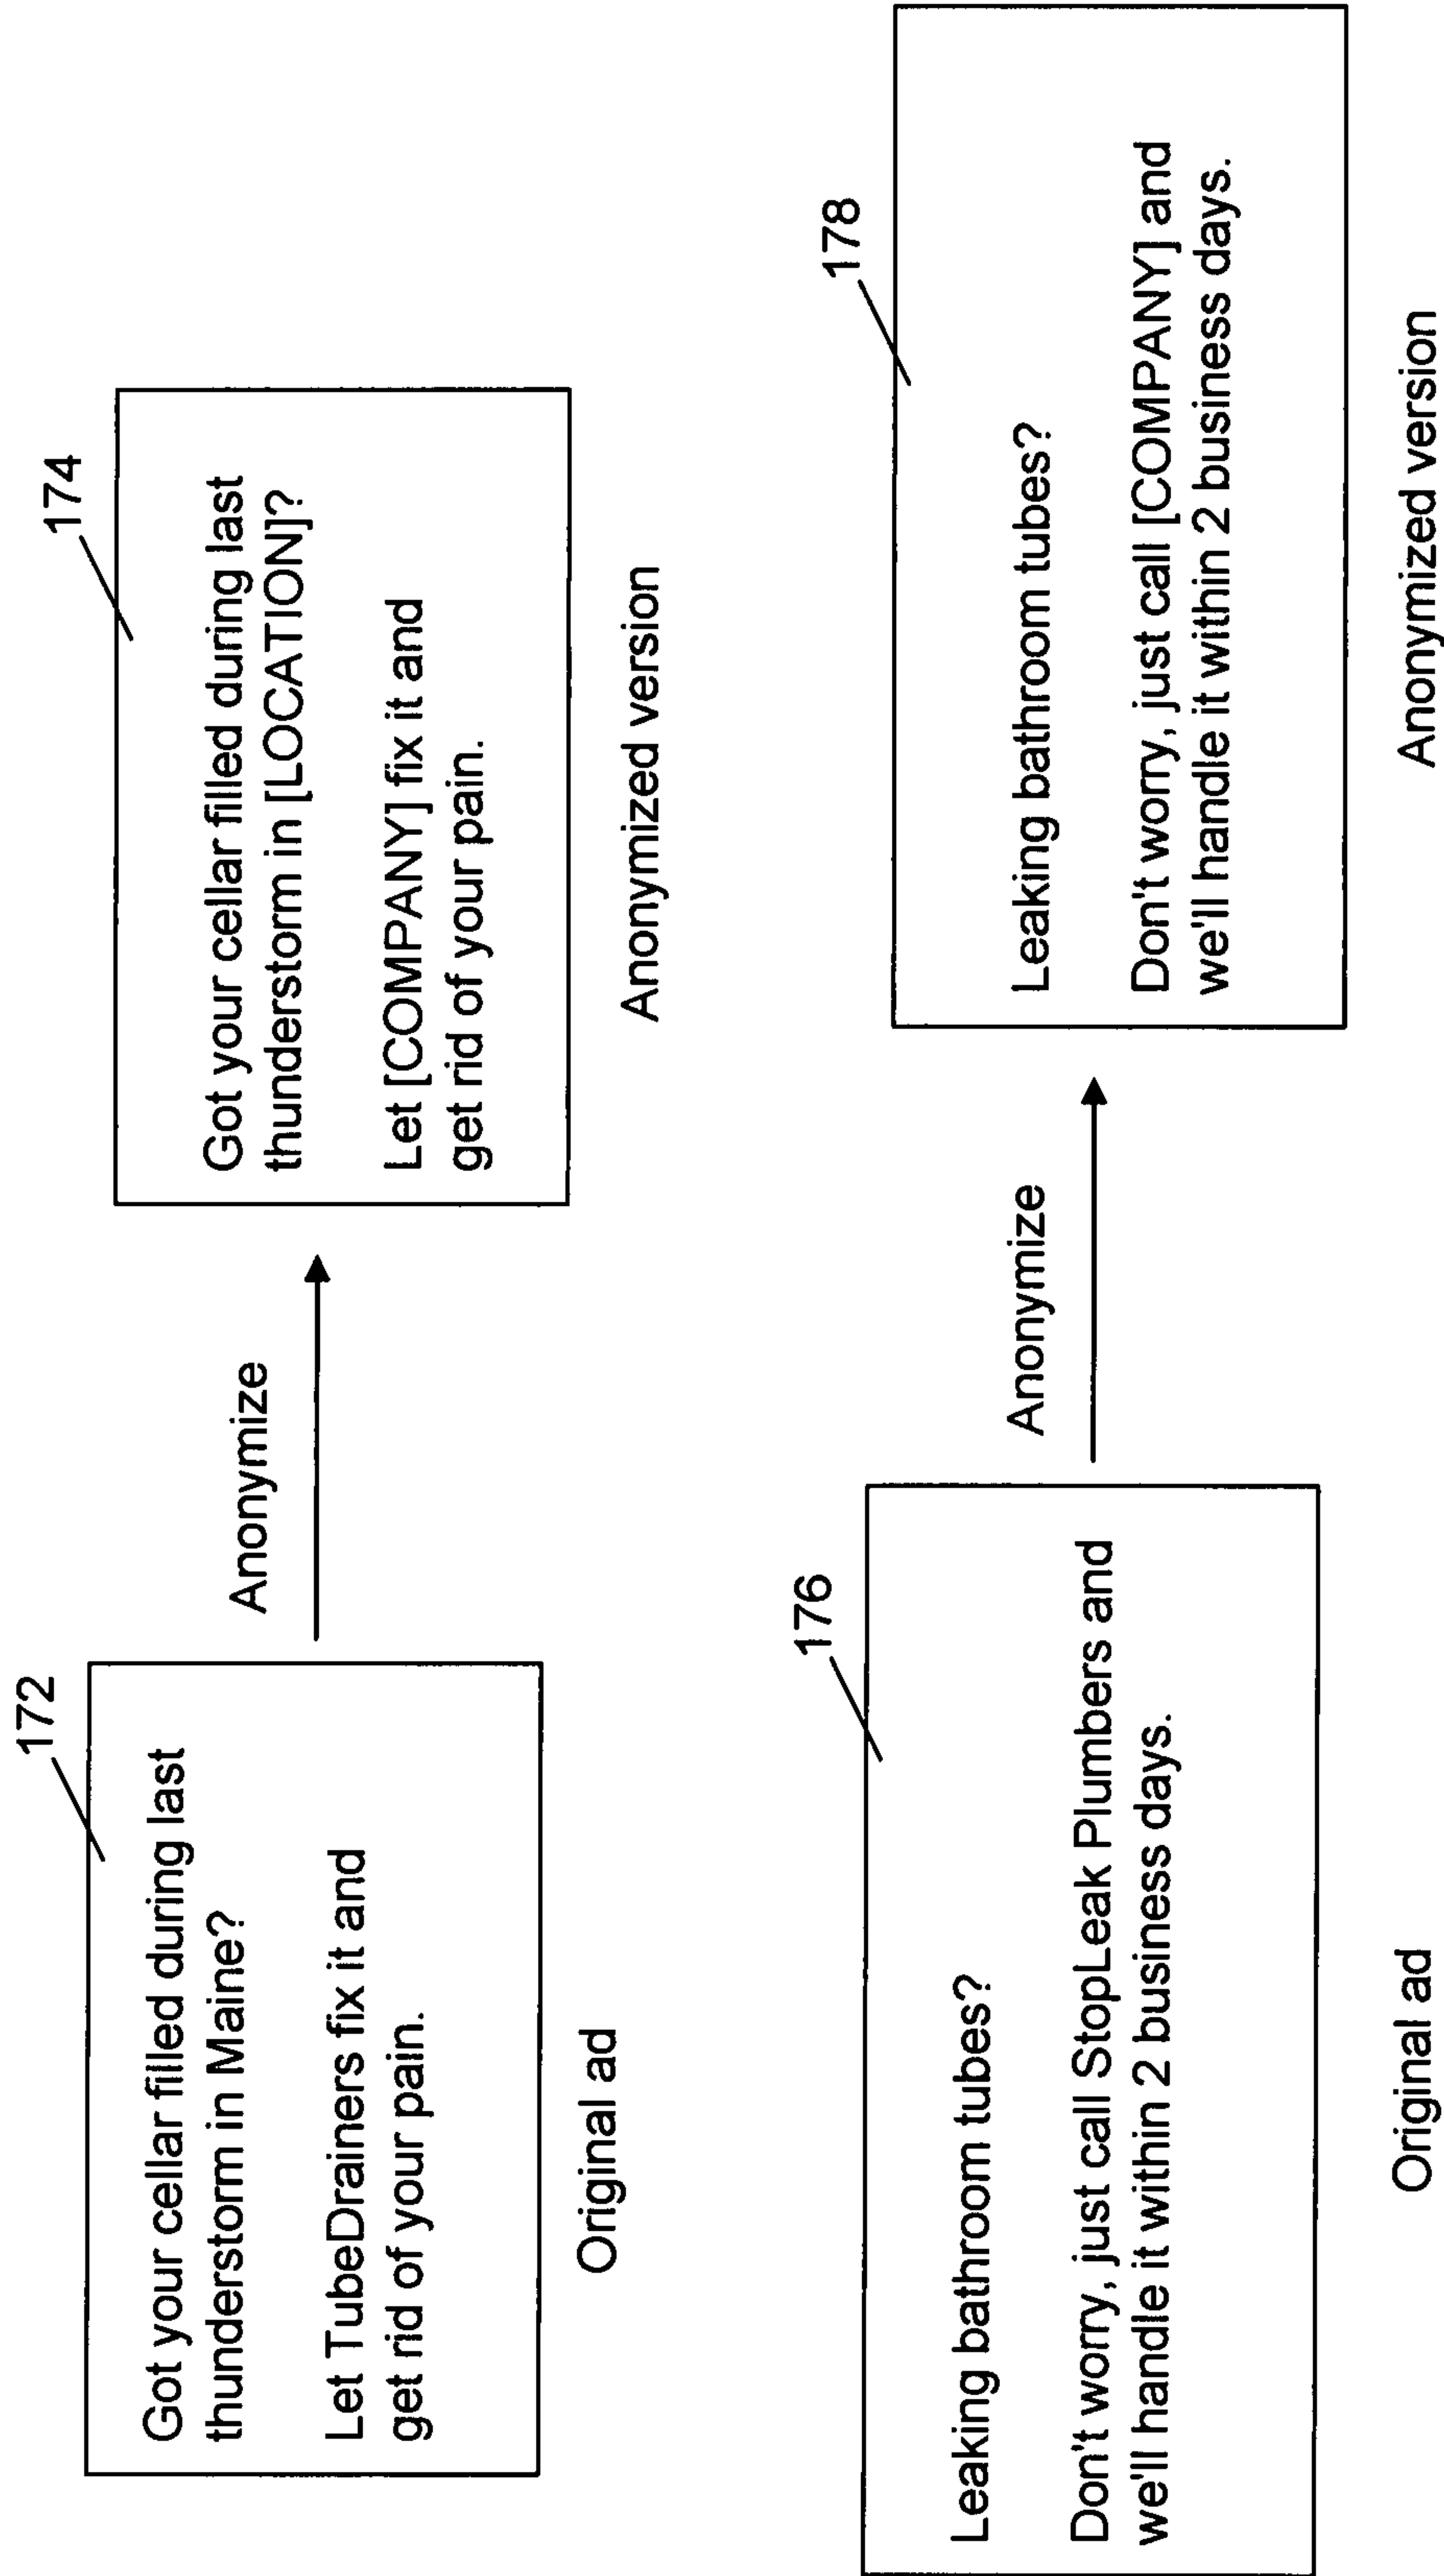 172
Got your cellar filled during last
thunderstorm in Maine?
Let TubeDrainers fix it and
get rid of your pain.
Original ad
Anonymize
174
Got your cellar filled during last
thunderstorm in [LOCATION]?
Let [COMPANY] fix it and
get rid of your pain.
Anonymized version
176
Leaking bathroom tubes?
Don't worry, just call StopLeak Plumbers and
we'll handle it within 2 business days.
Original ad
Anonymize
178
Leaking bathroom tubes?
Don't worry, just call [COMPANY] and
we'll handle it within 2 business days.
Anonymized version